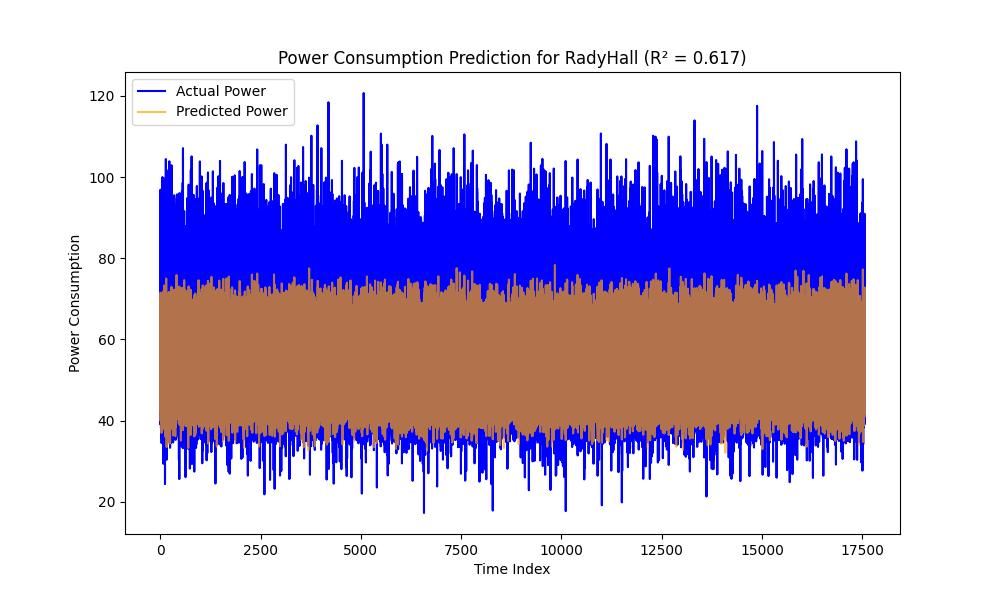 Power Consumption Prediction for RadyHall (R² = 0.617)
Actual Power
Predicted Power
120
100
80
60
40
20
Power Consumption
0
2500
5000
7500
10000
12500
15000
17500
Time Index